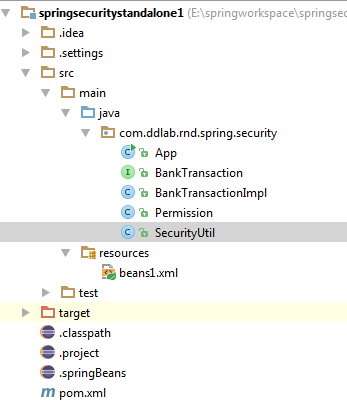 springsecuritystandalone1 (E:\springworkspace\springsec
.idea
.settings
src
main
java
com.ddlab.rnd.spring.security
App
BankTransaction
BankTransactionImpl
Permission
SecurityUtil
resources
beans1.xml
test
target
.classpath
.project
.springBeans
pom.xml